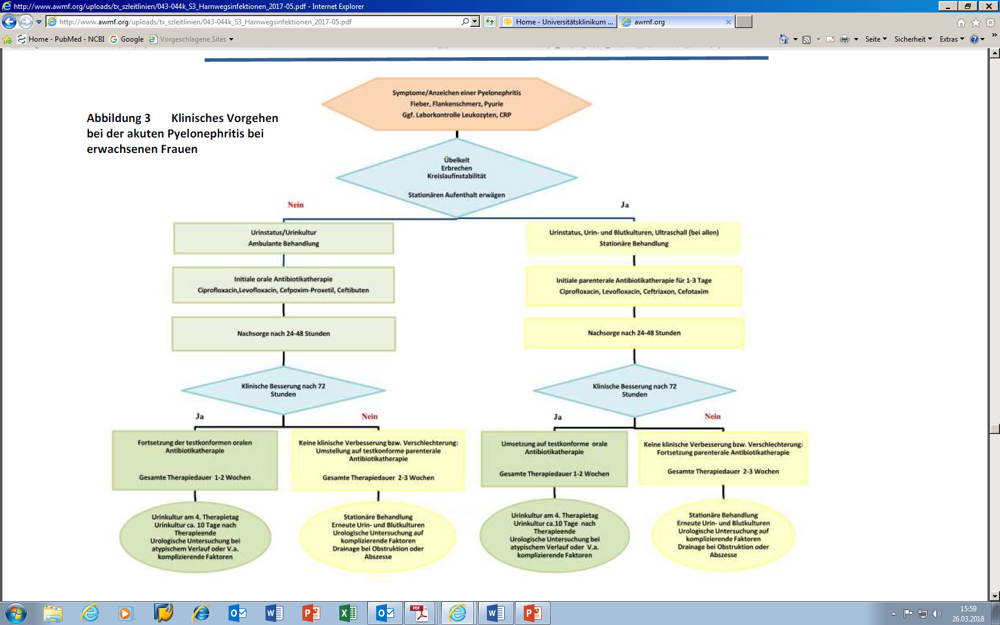 http://www.awmf.org/uploads/tx_szleitlinien/043-044k_S3_Harnwegsinfektionen_2017-05.pdf - Internet Explorer
http://www.awmf.org/uploads/tx_szleitlinien/043-044k_S3_Harnwegsinfektionen_2017-05.pdf
Home - Universitätsklinikum ...
awmf.org
Home - PubMed - NCBI
Google
Vorgeschlagene Sites
Seite
Sicherheit
Extras
Abbildung 3 Klinisches Vorgehen
bei der akuten Pyelonephritis bei
erwachsenen Frauen
Symptome/Anzeichen einer Pyelonephritis
Fieber, Flankenschmerz, Pyurie
Ggf. Laborkontrolle Leukozyten, CRP
Übelkeit
Erbrechen
Kreislaufinstabilität
Stationären Aufenthalt erwägen
Nein
Ja
Urinstatus/Urinkultur
Ambulante Behandlung
Urinstatus, Urin- und Blutkulturen, Ultraschall (bei allen)
Stationäre Behandlung
Initiale orale Antibiotikatherapie
Ciprofloxacin,Levofloxacin, Cefpoxim-Proxetil, Ceftibuten
Initiale parenterale Antibiotikatherapie für 1-3 Tage
Ciprofloxacin, Levofloxacin, Ceftriaxon, Cefotaxim
Nachsorge nach 24-48 Stunden
Nachsorge nach 24-48 Stunden
Klinische Besserung nach 72
Stunden
Klinische Besserung nach 72
Stunden
Ja
Nein
Ja
Nein
Fortsetzung der testkonformen oralen
Antibiotikatherapie
Gesamte Therapiedauer 1-2 Wochen
Keine klinische Verbesserung bzw. Verschlechterung:
Umstellung auf testkonforme parenterale
Antibiotikatherapie
Gesamte Therapiedauer 2-3 Wochen
Umsetzung auf testkonforme orale
Antibiotikatherapie
Gesamte Therapiedauer 1-2 Wochen
Keine klinische Verbesserung bzw. Verschlechterung:
Fortsetzung parenterale Antibiotikatherapie
Gesamte Therapiedauer 2-3 Wochen
Urinkultur am 4. Therapietag
Urinkultur ca. 10 Tage nach
Therapieende
Urologische Untersuchung bei
atypischem Verlauf oder V.a.
komplizierende Faktoren
Stationäre Behandlung
Erneute Urin- und Blutkulturen
Urologische Untersuchung auf
komplizierende Faktoren
Drainage bei Obstruktion oder
Abszesse
Urinkultur am 4. Therapietag
Urinkultur ca.10 Tage nach
Therapieende
Urologische Untersuchung bei
atypischem Verlauf oder V.a.
komplizierende Faktoren
Stationäre Behandlung
Erneute Urin- und Blutkulturen
Urologische Untersuchung auf
komplizierende Faktoren
Drainage bei Obstruktion oder
Abszesse
15:59
26.03.2018